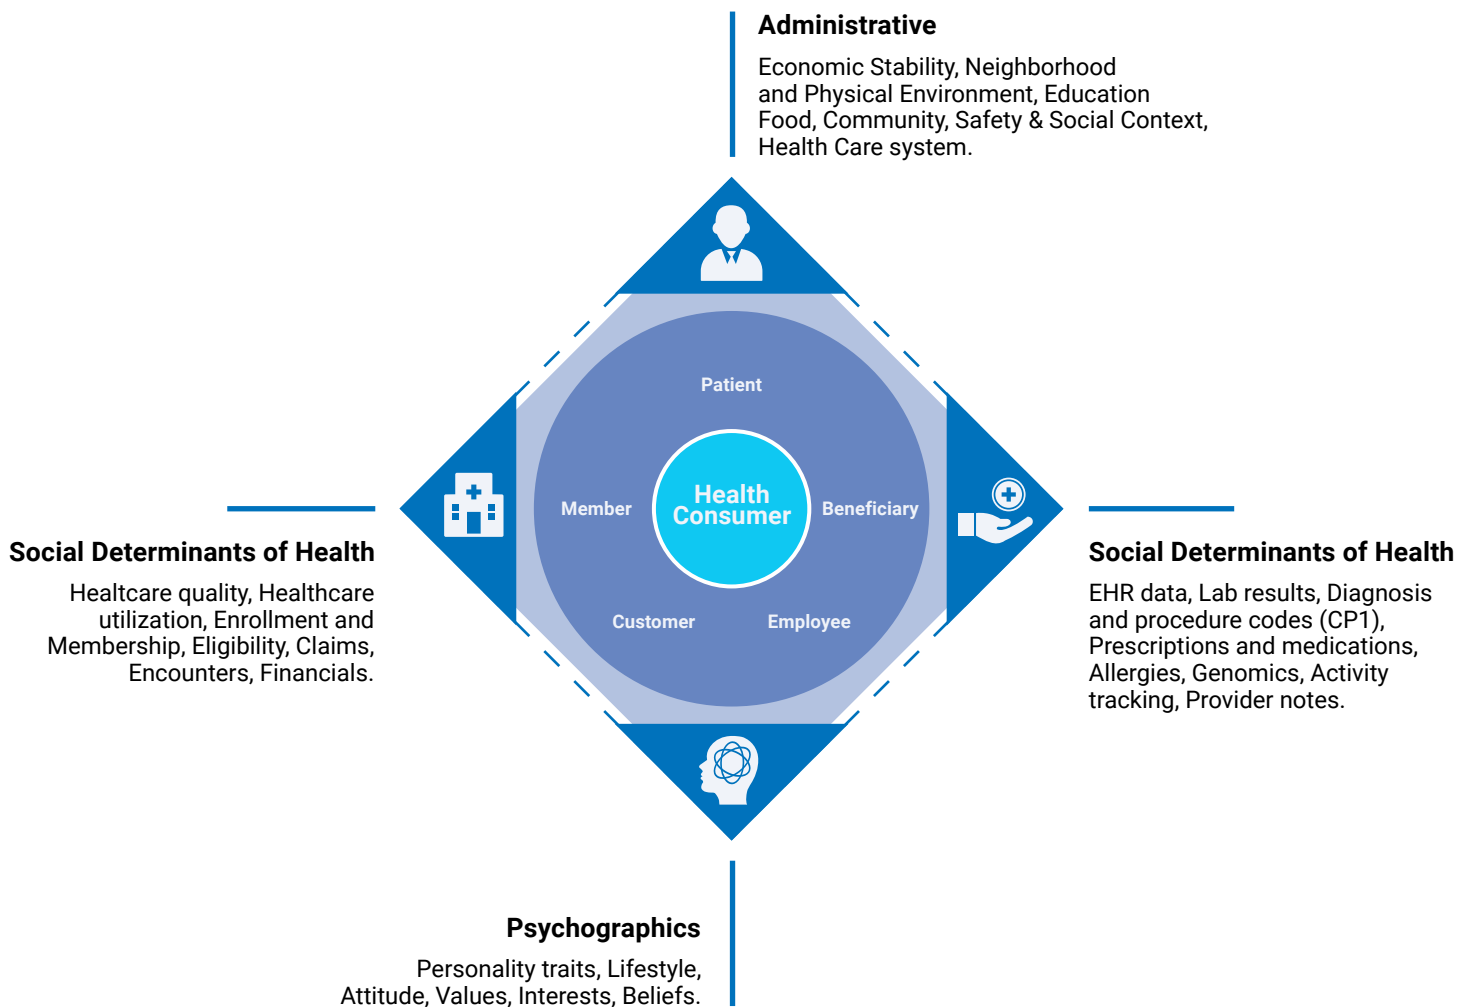 Administrative
Economic Stability, Neighborhood
and Physical Environment, Education
Food, Community, Safety & Social Context,
Health Care system.
Patient
Member
Health
Consumer
Beneficiary
Customer
Employee
Social Determinants of Health
Healtcare quality, Healthcare
utilization, Enrollment and
Membership, Eligibility, Claims,
Encounters, Financials.
Social Determinants of Health
EHR data, Lab results, Diagnosis
and procedure codes (CP1),
Prescriptions and medications,
Allergies, Genomics, Activity
tracking, Provider notes.
Psychographics
Personality traits, Lifestyle,
Attitude, Values, Interests, Beliefs.